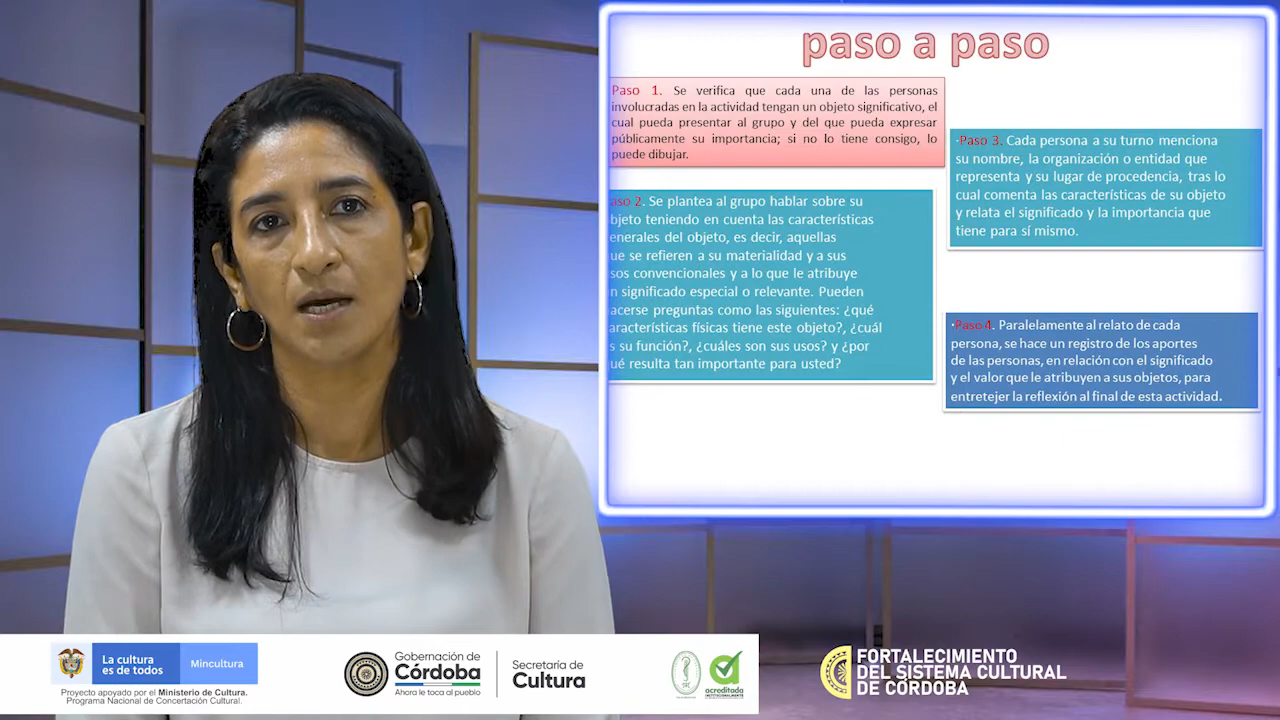 paso a paso
Paso 1. Se verifica que cada una de las personas
involucradas en la actividad tengan un objeto significativo, el
cual pueda presentar al grupo y del que pueda expresar
públicamente su importancia; si no lo tiene consigo, lo
puede dibujar.
aso 2. Se plantea al grupo hablar sobre su
bjeto teniendo en cuenta las características
enerales del objeto, es decir, aquellas
ue se refieren a su materialidad y a sus
sos convencionales y a lo que le atribuye
n significado especial o relevante. Pueden
acerse preguntas como las siguientes: ¿qué
aracterísticas físicas tiene este objeto?, ¿cuál
s su función?, ¿cuáles son sus usos? y ¿por
ué resulta tan importante para usted?
·Paso 3. Cada persona a su turno menciona
su nombre, la organización o entidad que
representa y su lugar de procedencia, tras lo
cual comenta las características de su objeto
y relata el significado y la importancia que
tiene para sí mismo.
·Paso 4. Paralelamente al relato de cada
persona, se hace un registro de los aportes
de las personas, en relación con el significado
y el valor que le atribuyen a sus objetos, para
entretejer la reflexión al final de esta actividad.
La cultura
es de todos
Mincultura
Proyecto apoyado por el Ministerio de Cultura.
Programa Nacional de Concertación Cultural.
Gobernación de
Córdoba
Ahora le toca al pueblo
Secretaría de
Cultura
acreditada
INSTITUCIONALMENTE
FORTALECIMIENTO
DEL SISTEMA CULTURAL
DE CÓRDOBA